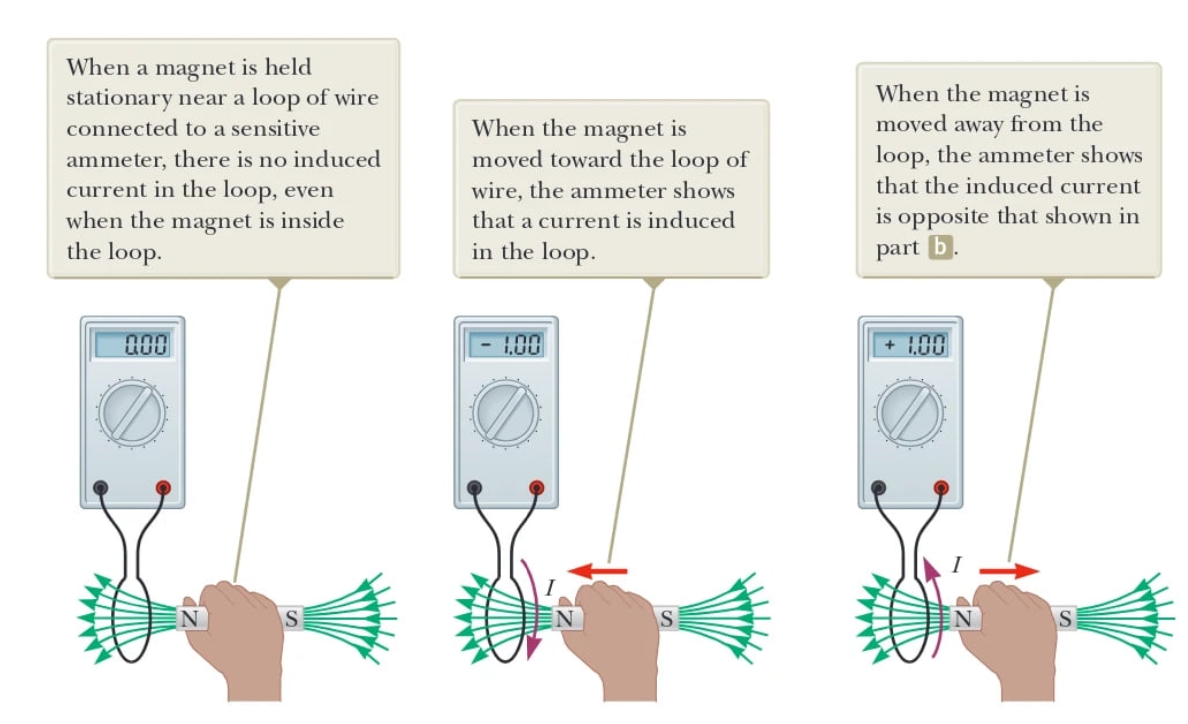 When a magnet is held
stationary near a loop of wire
connected to a sensitive
ammeter, there is no induced
current in the loop, even
when the magnet is inside
the loop.
When the magnet is
moved toward the loop of
wire, the ammeter shows
that a current is induced
in the loop.
When the magnet is
moved away from the
loop, the ammeter shows
that the induced current
is opposite that shown in
part b.
0.00
- 1.00
+ 1.00
N
S
I
N
S
I
N
S